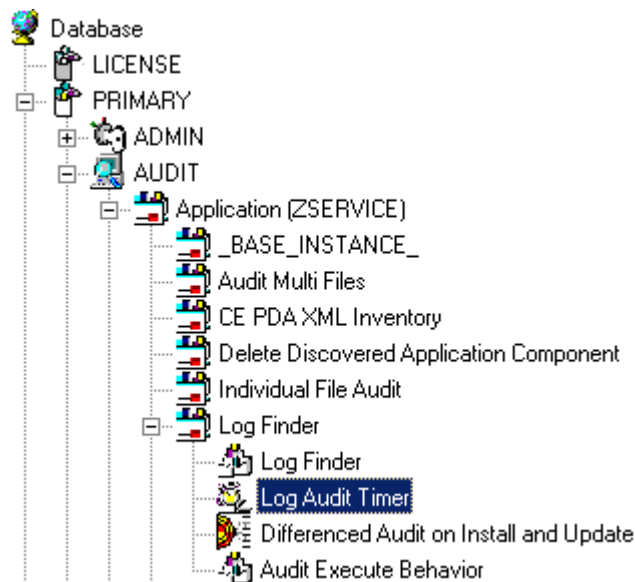 Database
LICENSE
PRIMARY
ADMIN
AUDIT
Application (ZSERVICE)
_BASE_INSTANCE_
Audit Multi Files
CE PDA XML Inventory
Delete Discovered Application Component
Individual File Audit
Log Finder
Log Finder
Log Audit Timer
Differenced Audit on Install and Update
Audit Execute Behavior